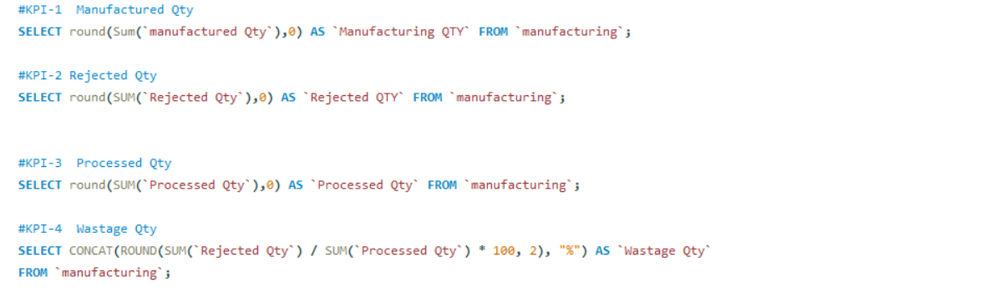 #KPI-1  Manufactured Qty
SELECT round(Sum(`manufactured Qty`),0) AS `Manufacturing QTY` FROM `manufacturing`;
#KPI-2 Rejected Qty
SELECT round(SUM(`Rejected Qty`),0) AS `Rejected QTY` FROM `manufacturing`;
#KPI-3  Processed Qty
SELECT round(SUM(`Processed Qty`),0) AS `Processed Qty` FROM `manufacturing`;
#KPI-4  Wastage Qty
SELECT CONCAT(ROUND(SUM(`Rejected Qty`) / SUM(`Processed Qty`) * 100, 2), "%") AS `Wastage Qty`
FROM `manufacturing`;